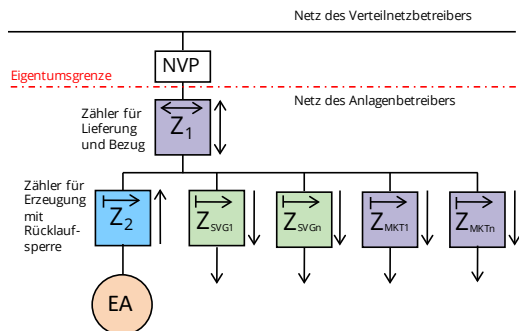 Netz des Verteilnetzbetreibers
NVP
Eigentumsgrenze
Netz des Anlagenbetreibers
Zähler für
Lieferung
und Bezug
Z1
Zähler für
Erzeugung
mit
Rücklauf-
sperre
Z2
ZSVG1
ZSVGn
ZMKT1
ZMKTn
EA